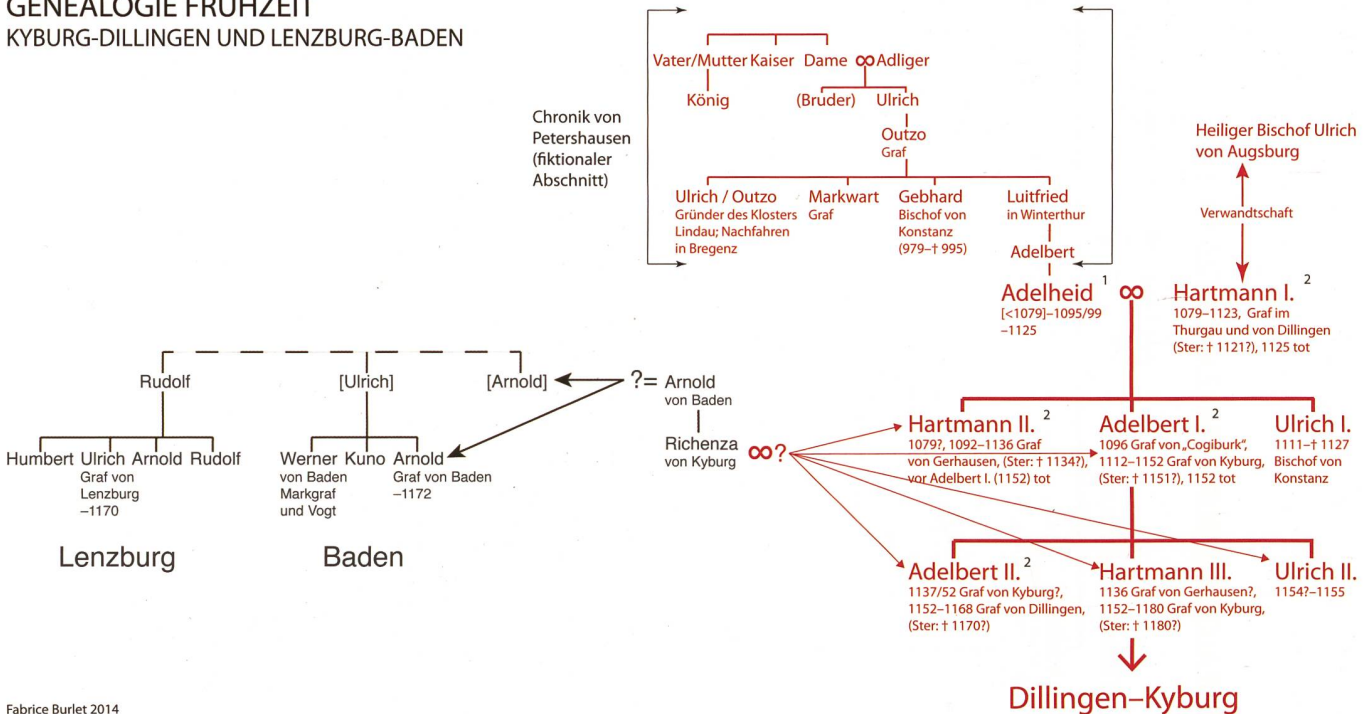 GENEALOGIE FRÜHZEIT
KYBURG-DILLINGEN UND LENZBURG-BADEN
Chronik von
Petershausen
(fiktionaler
Abschnitt)
Vater/Mutter Kaiser Dame ∞ Adliger
König
(Bruder) Ulrich
Outzo
Graf
Ulrich / Outzo
Gründer des Klosters
Lindau; Nachfahren
in Bregenz
Markwart
Graf
Gebhard
Bischof von
Konstanz
(979–† 995)
Luitfried
in Winterthur
Adelbert
Heiliger Bischof Ulrich
von Augsburg
Verwandtschaft
Adelheid 1
[<1079]–1095/99
–1125
∞
Hartmann I. 2
1079–1123, Graf im
Thurgau und von Dillingen
(Ster: † 1121?), 1125 tot
Rudolf
[Ulrich]
[Arnold]
?= Arnold
von Baden
Richenza
von Kyburg
∞?
Humbert
Ulrich
Graf von
Lenzburg
–1170
Arnold
Rudolf
Werner
von Baden
Markgraf
und Vogt
Kuno
Arnold
Graf von Baden
–1172
Lenzburg
Baden
Hartmann II. 2
1079?, 1092–1136 Graf
von Gerhausen, (Ster: † 1134?),
vor Adelbert I. (1152) tot
Adelbert I. 2
1096 Graf von „Cogiburk“,
1112–1152 Graf von Kyburg,
(Ster: † 1151?), 1152 tot
Ulrich I.
1111–† 1127
Bischof von
Konstanz
Adelbert II. 2
1137/52 Graf von Kyburg?,
1152–1168 Graf von Dillingen,
(Ster: † 1170?)
Hartmann III.
1136 Graf von Gerhausen?,
1152–1180 Graf von Kyburg,
(Ster: † 1180?)
Ulrich II.
1154?–1155
Dillingen–Kyburg
Fabrice Burlet 2014